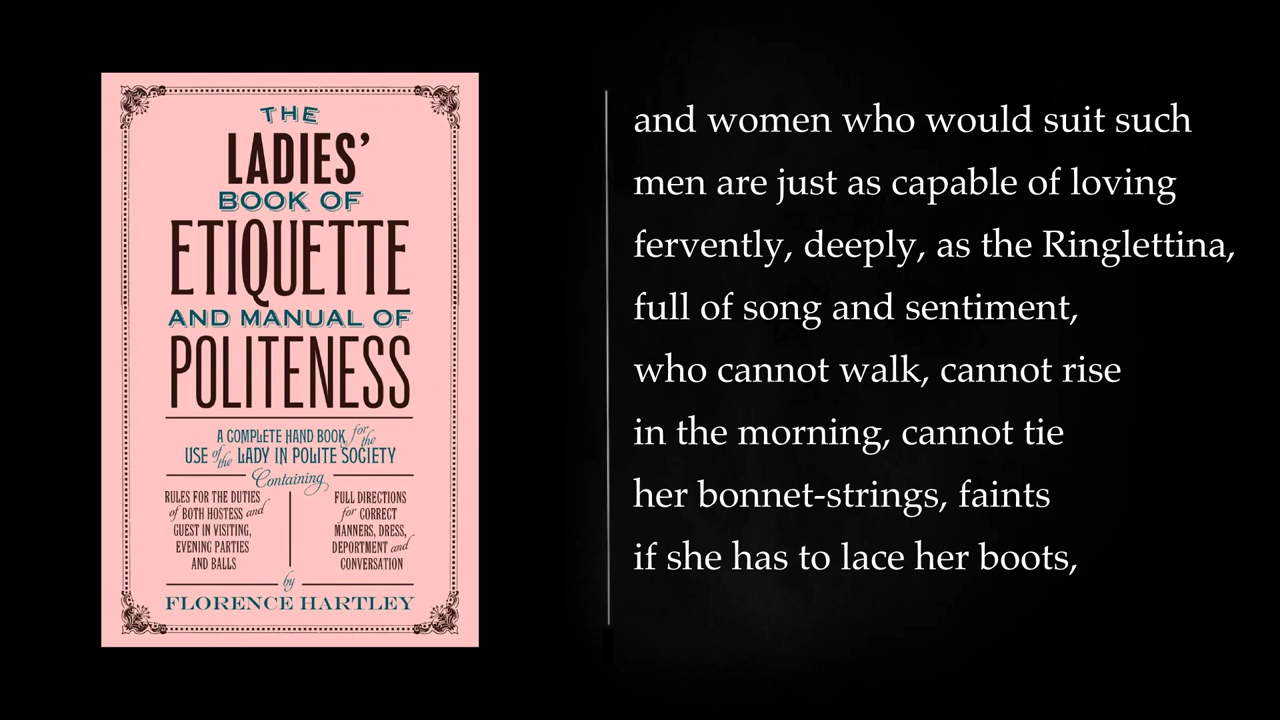 THE
LADIES'
BOOK OF
ETIQUETTE
AND MANUAL OF
POLITENESS
A COMPLETE HAND BOOK for the
USE of the LADY IN POLITE SOCIETY
Containing
RULES FOR THE DUTIES
of BOTH HOSTESS and
GUEST IN VISITING,
EVENING PARTIES
AND BALLS
FULL DIRECTIONS
for CORRECT
MANNERS, DRESS,
DEPORTMENT and
CONVERSATION
by
FLORENCE HARTLEY
and women who would suit such
men are just as capable of loving
fervently, deeply, as the Ringlettina,
full of song and sentiment,
who cannot walk, cannot rise
in the morning, cannot tie
her bonnet-strings, faints
if she has to lace her boots,